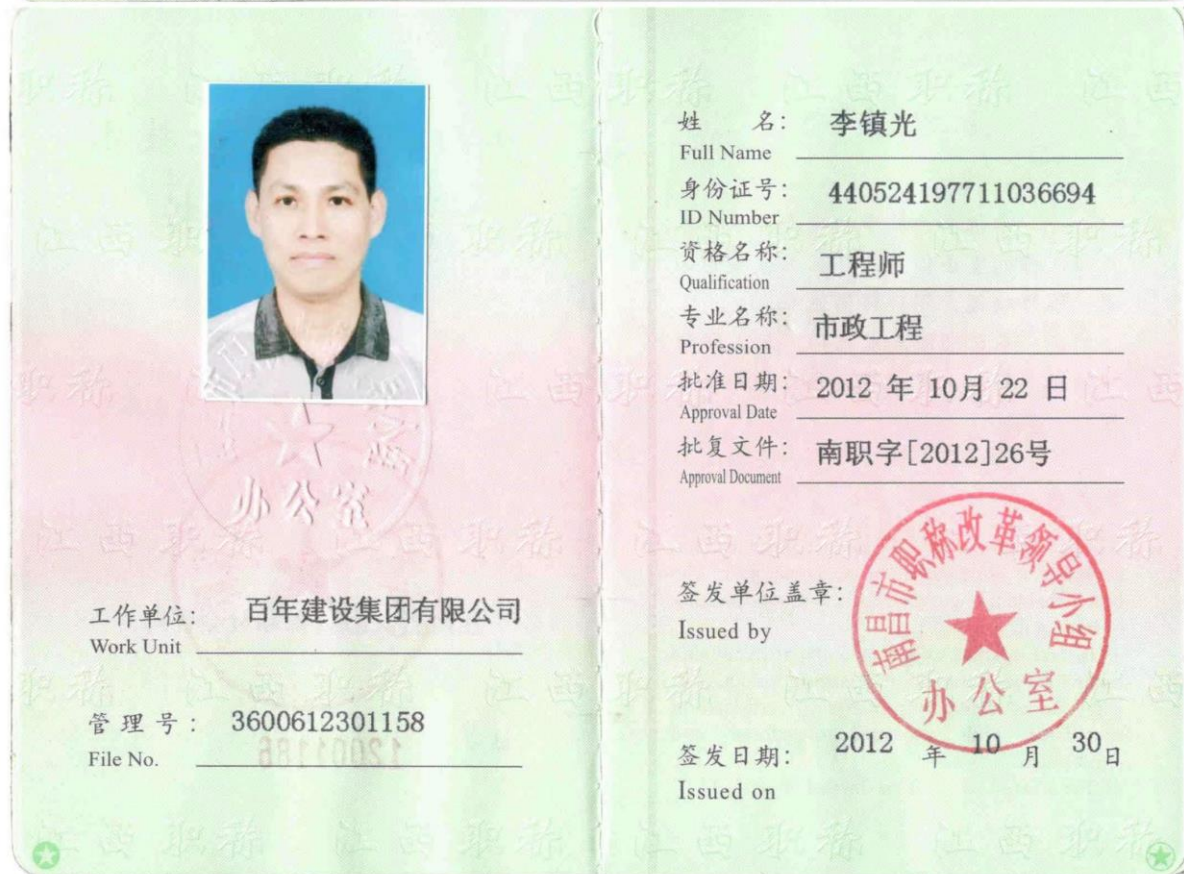 工作单位: 百年建设集团有限公司
Work Unit
管理号: 3600612301158
File No.
办公室
姓 名: 李镇光
Full Name
身份证号: 440524197711036694
ID Number
资格名称: 工程师
Qualification
专业名称: 市政工程
Profession
批准日期: 2012 年 10月 22 日
Approval Date
批复文件: 南职字[2012]26号
Approval Document
签发单位盖章:
Issued by
南昌市职称改革领导小组
办公室
签发日期: 2012 年 10 月 30日
Issued on
江西职称